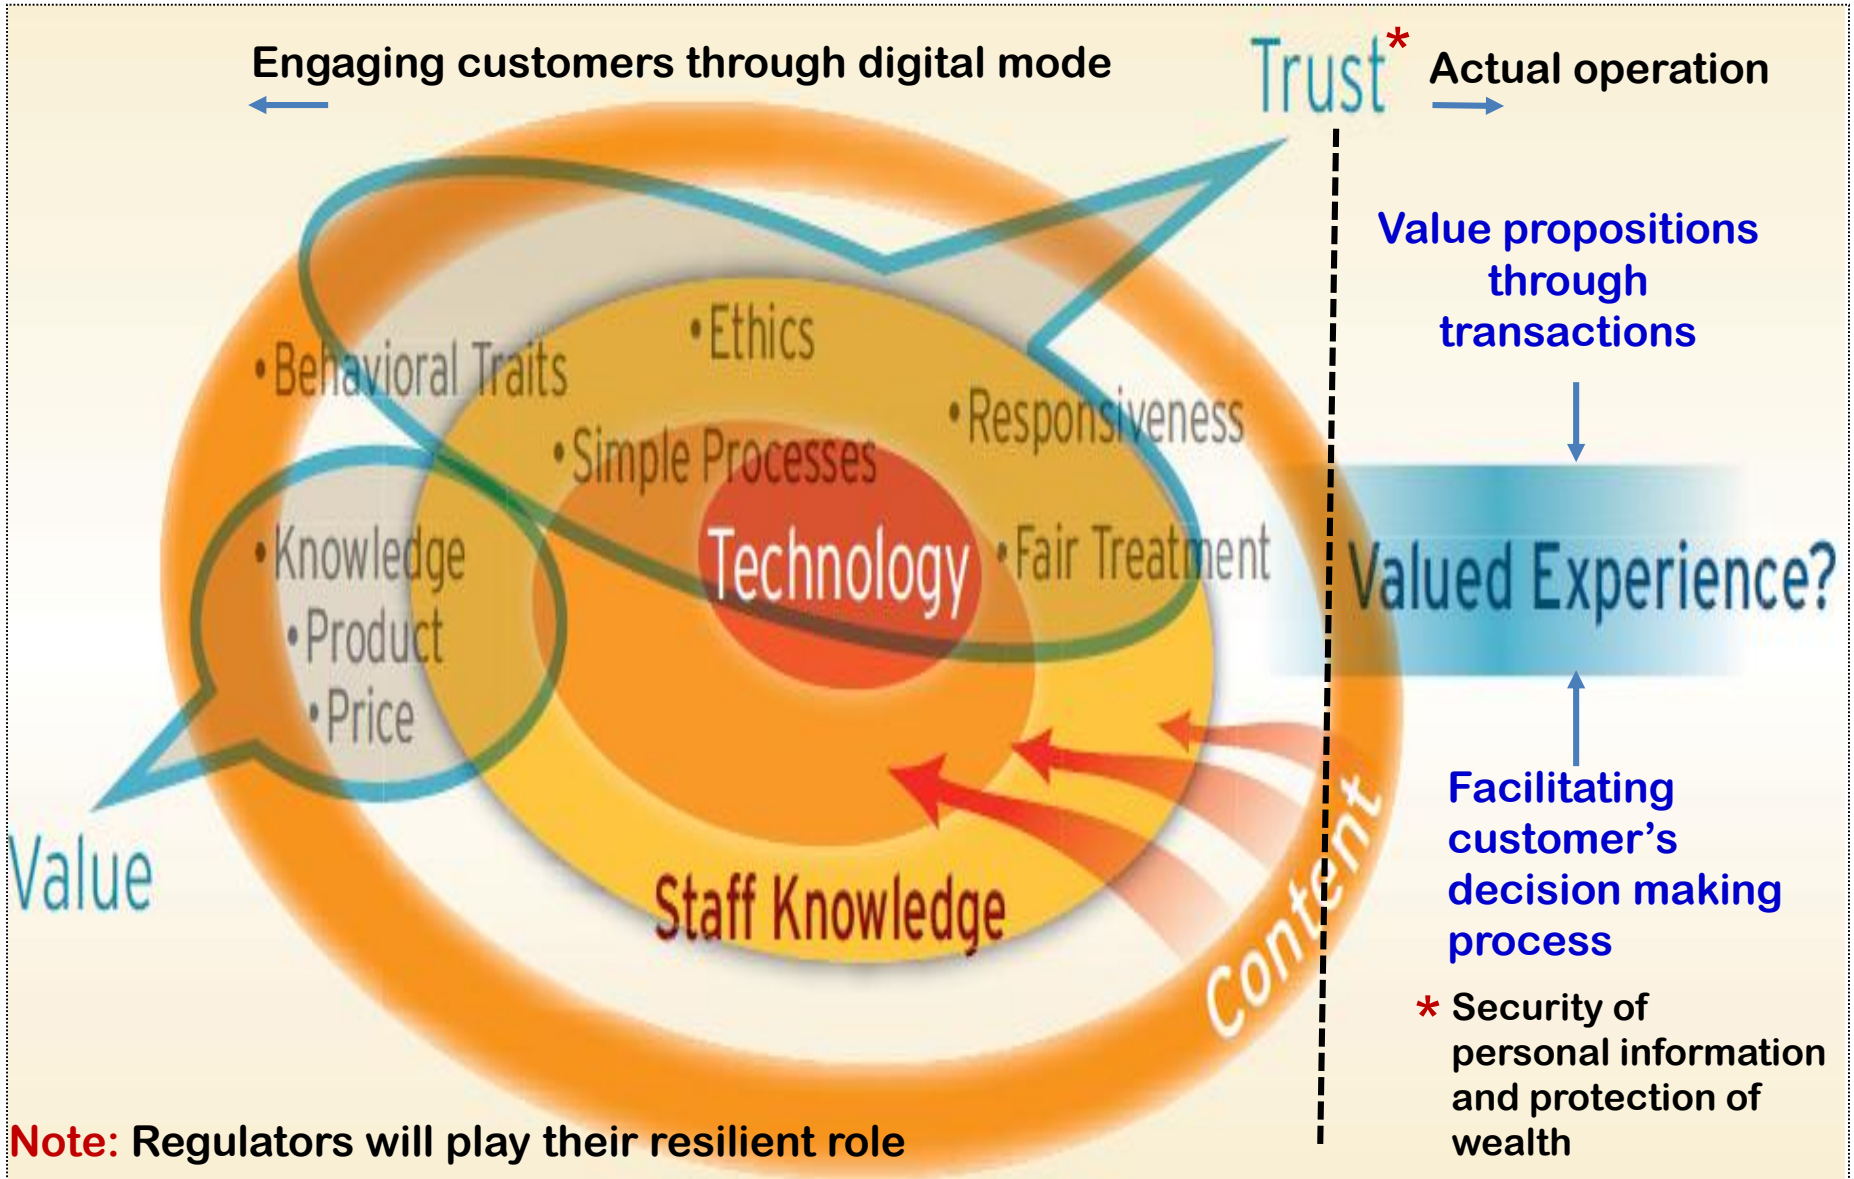 Engaging customers through digital mode
Trust*
Actual operation
Value propositions
through
transactions
• Ethics
• Behavioral Traits
• Responsiveness
• Simple Processes
Technology
• Fair Treatment
• Knowledge
• Product
• Price
Valued Experience?
Value
Staff Knowledge
Content
Facilitating
customer’s
decision making
process
* Security of
personal information
and protection of
wealth
Note: Regulators will play their resilient role